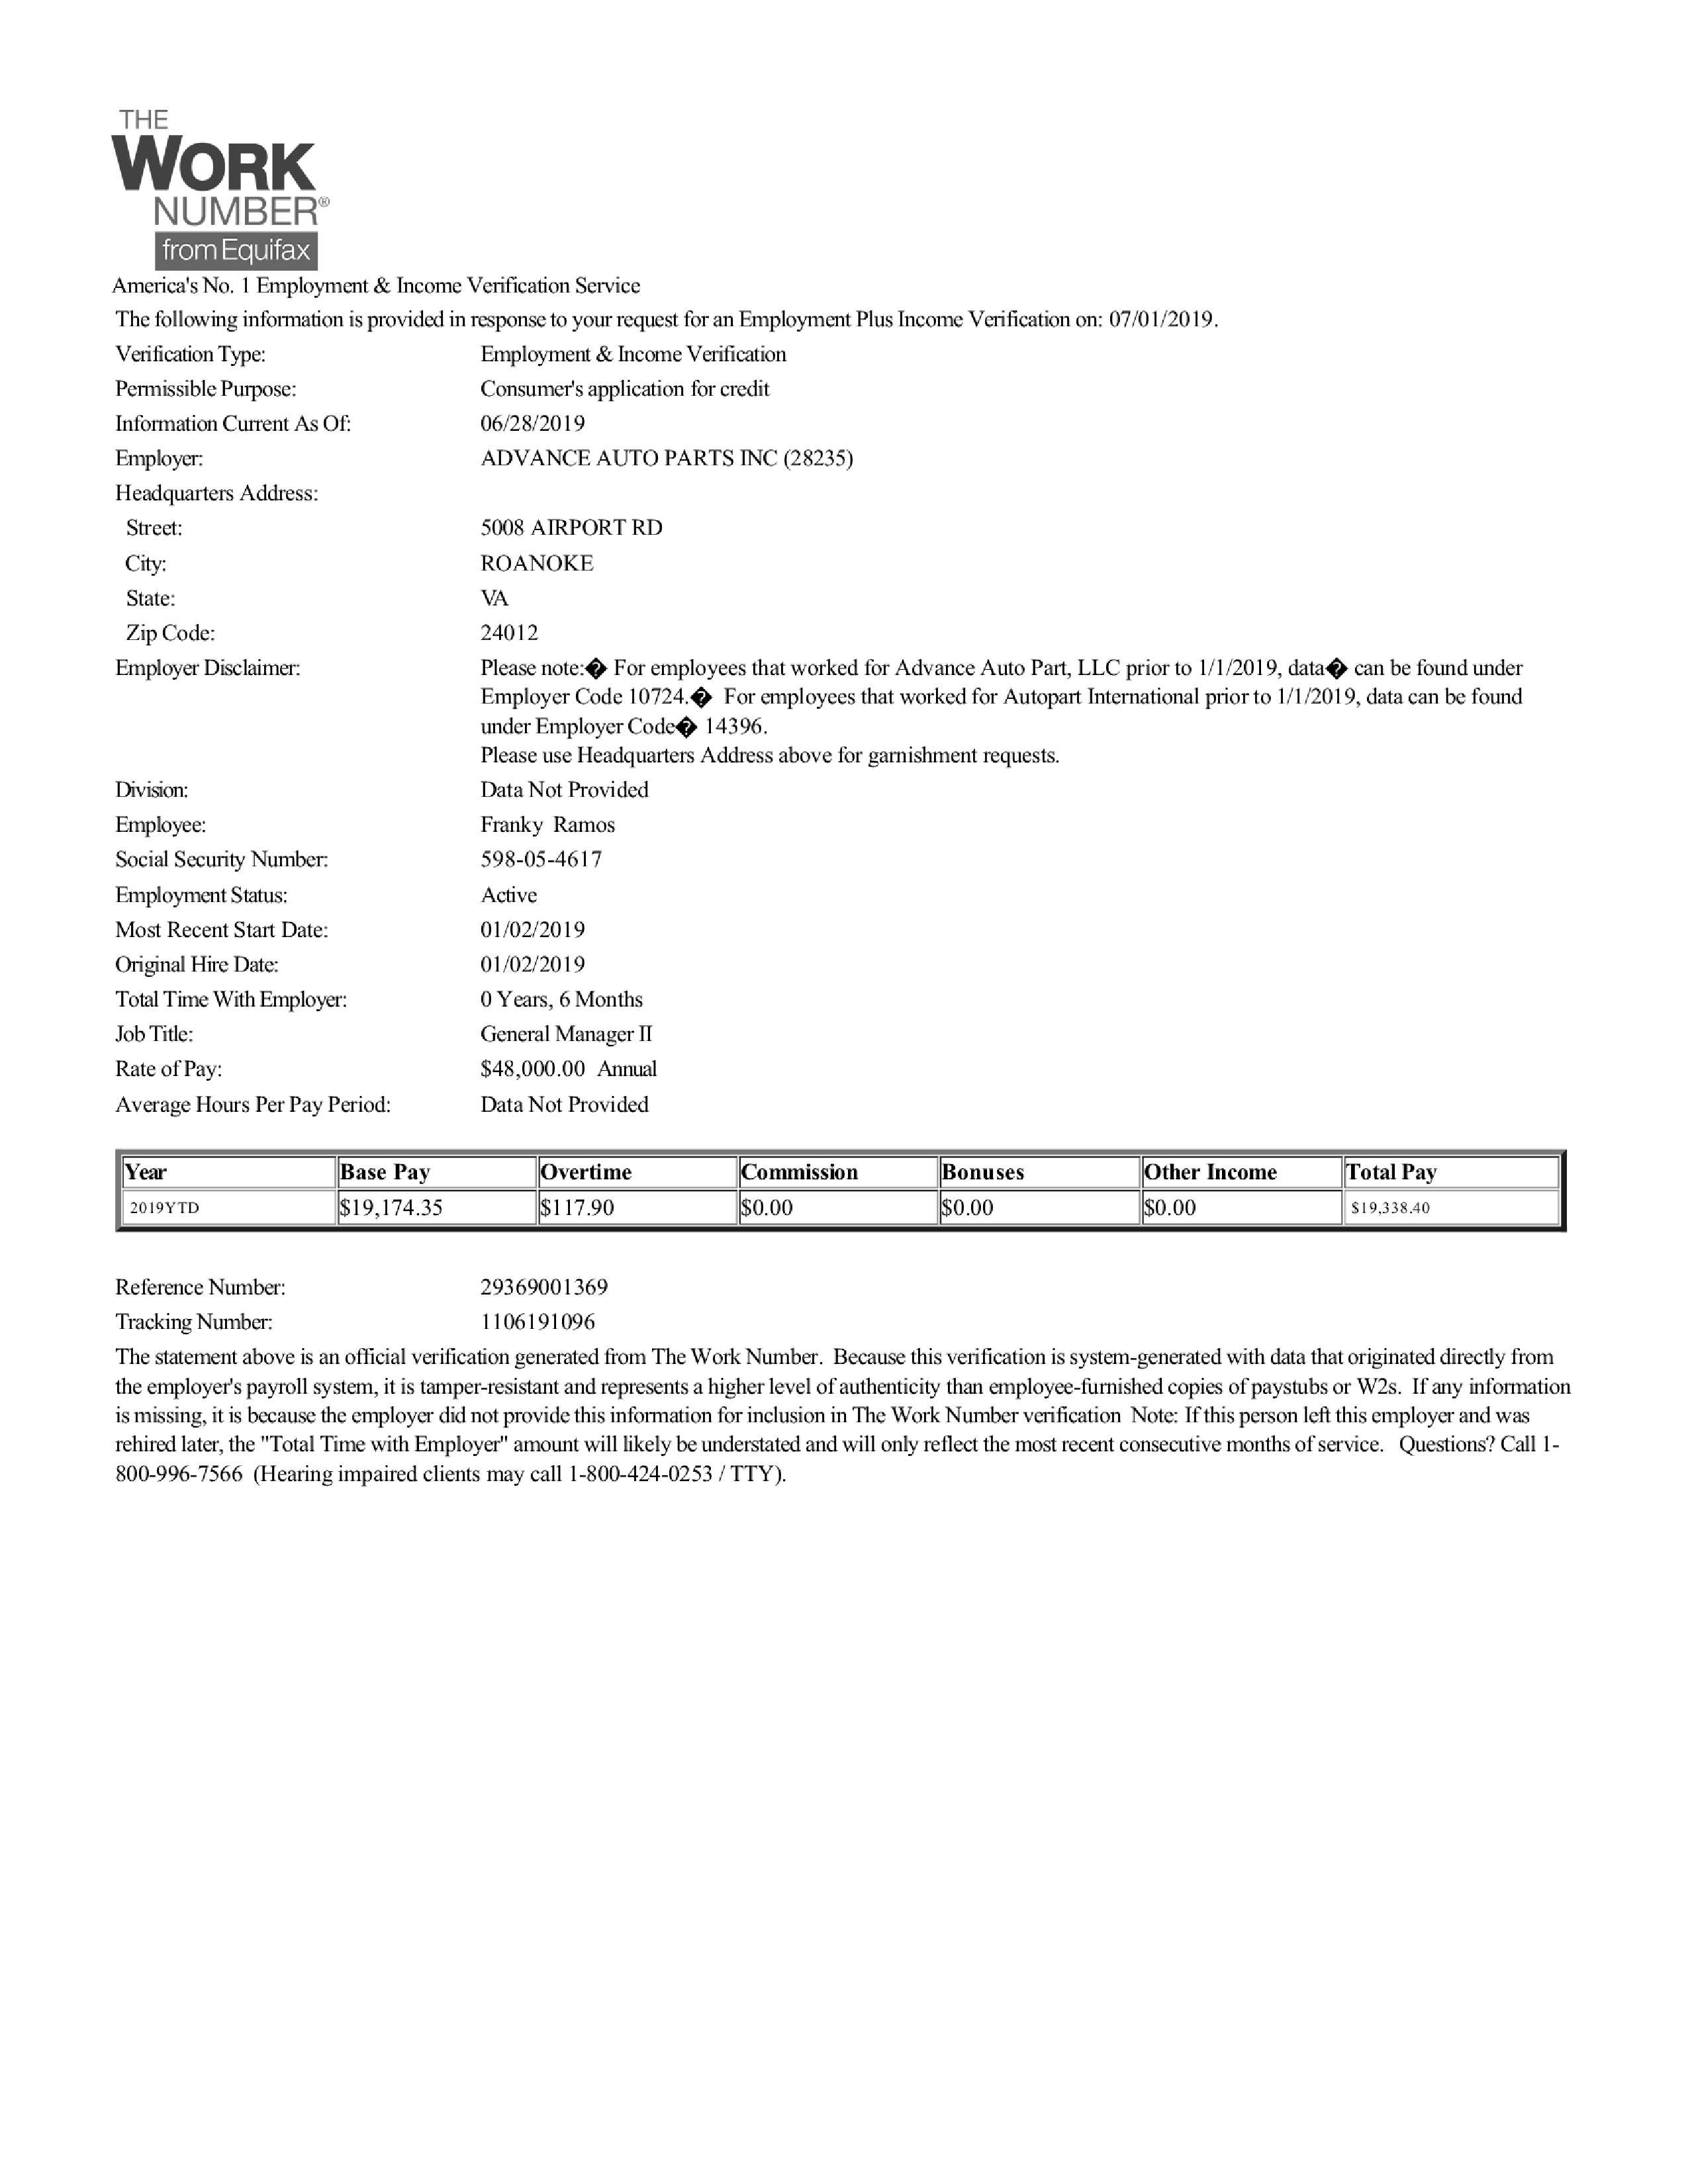 THE
WORK
NUMBER®
from Equifax
America's No. 1 Employment & Income Verification Service
The following information is provided in response to your request for an Employment Plus Income Verification on: 07/01/2019.
Verification Type: Employment & Income Verification
Permissible Purpose: Consumer's application for credit
Information Current As Of: 06/28/2019
Employer: ADVANCE AUTO PARTS INC (28235)
Headquarters Address:
Street: 5008 AIRPORT RD
City: ROANOKE
State: VA
Zip Code: 24012
Employer Disclaimer: Please note:� For employees that worked for Advance Auto Part, LLC prior to 1/1/2019, data� can be found under
Employer Code 10724.� For employees that worked for Autopart International prior to 1/1/2019, data can be found
under Employer Code� 14396.
Please use Headquarters Address above for garnishment requests.
Division: Data Not Provided
Employee: Franky Ramos
Social Security Number: 598-05-4617
Employment Status: Active
Most Recent Start Date: 01/02/2019
Original Hire Date: 01/02/2019
Total Time With Employer: 0 Years, 6 Months
Job Title: General Manager II
Rate of Pay: $48,000.00 Annual
Average Hours Per Pay Period: Data Not Provided
Year Base Pay Overtime Commission Bonuses Other Income Total Pay
2019YTD $19,174.35 $117.90 $0.00 $0.00 $0.00 $19,338.40
Reference Number: 29369001369
Tracking Number: 1106191096
The statement above is an official verification generated from The Work Number. Because this verification is system-generated with data that originated directly from
the employer's payroll system, it is tamper-resistant and represents a higher level of authenticity than employee-furnished copies of paystubs or W2s. If any information
is missing, it is because the employer did not provide this information for inclusion in The Work Number verification Note: If this person left this employer and was
rehired later, the "Total Time with Employer" amount will likely be understated and will only reflect the most recent consecutive months of service. Questions? Call 1-
800-996-7566 (Hearing impaired clients may call 1-800-424-0253 / TTY).